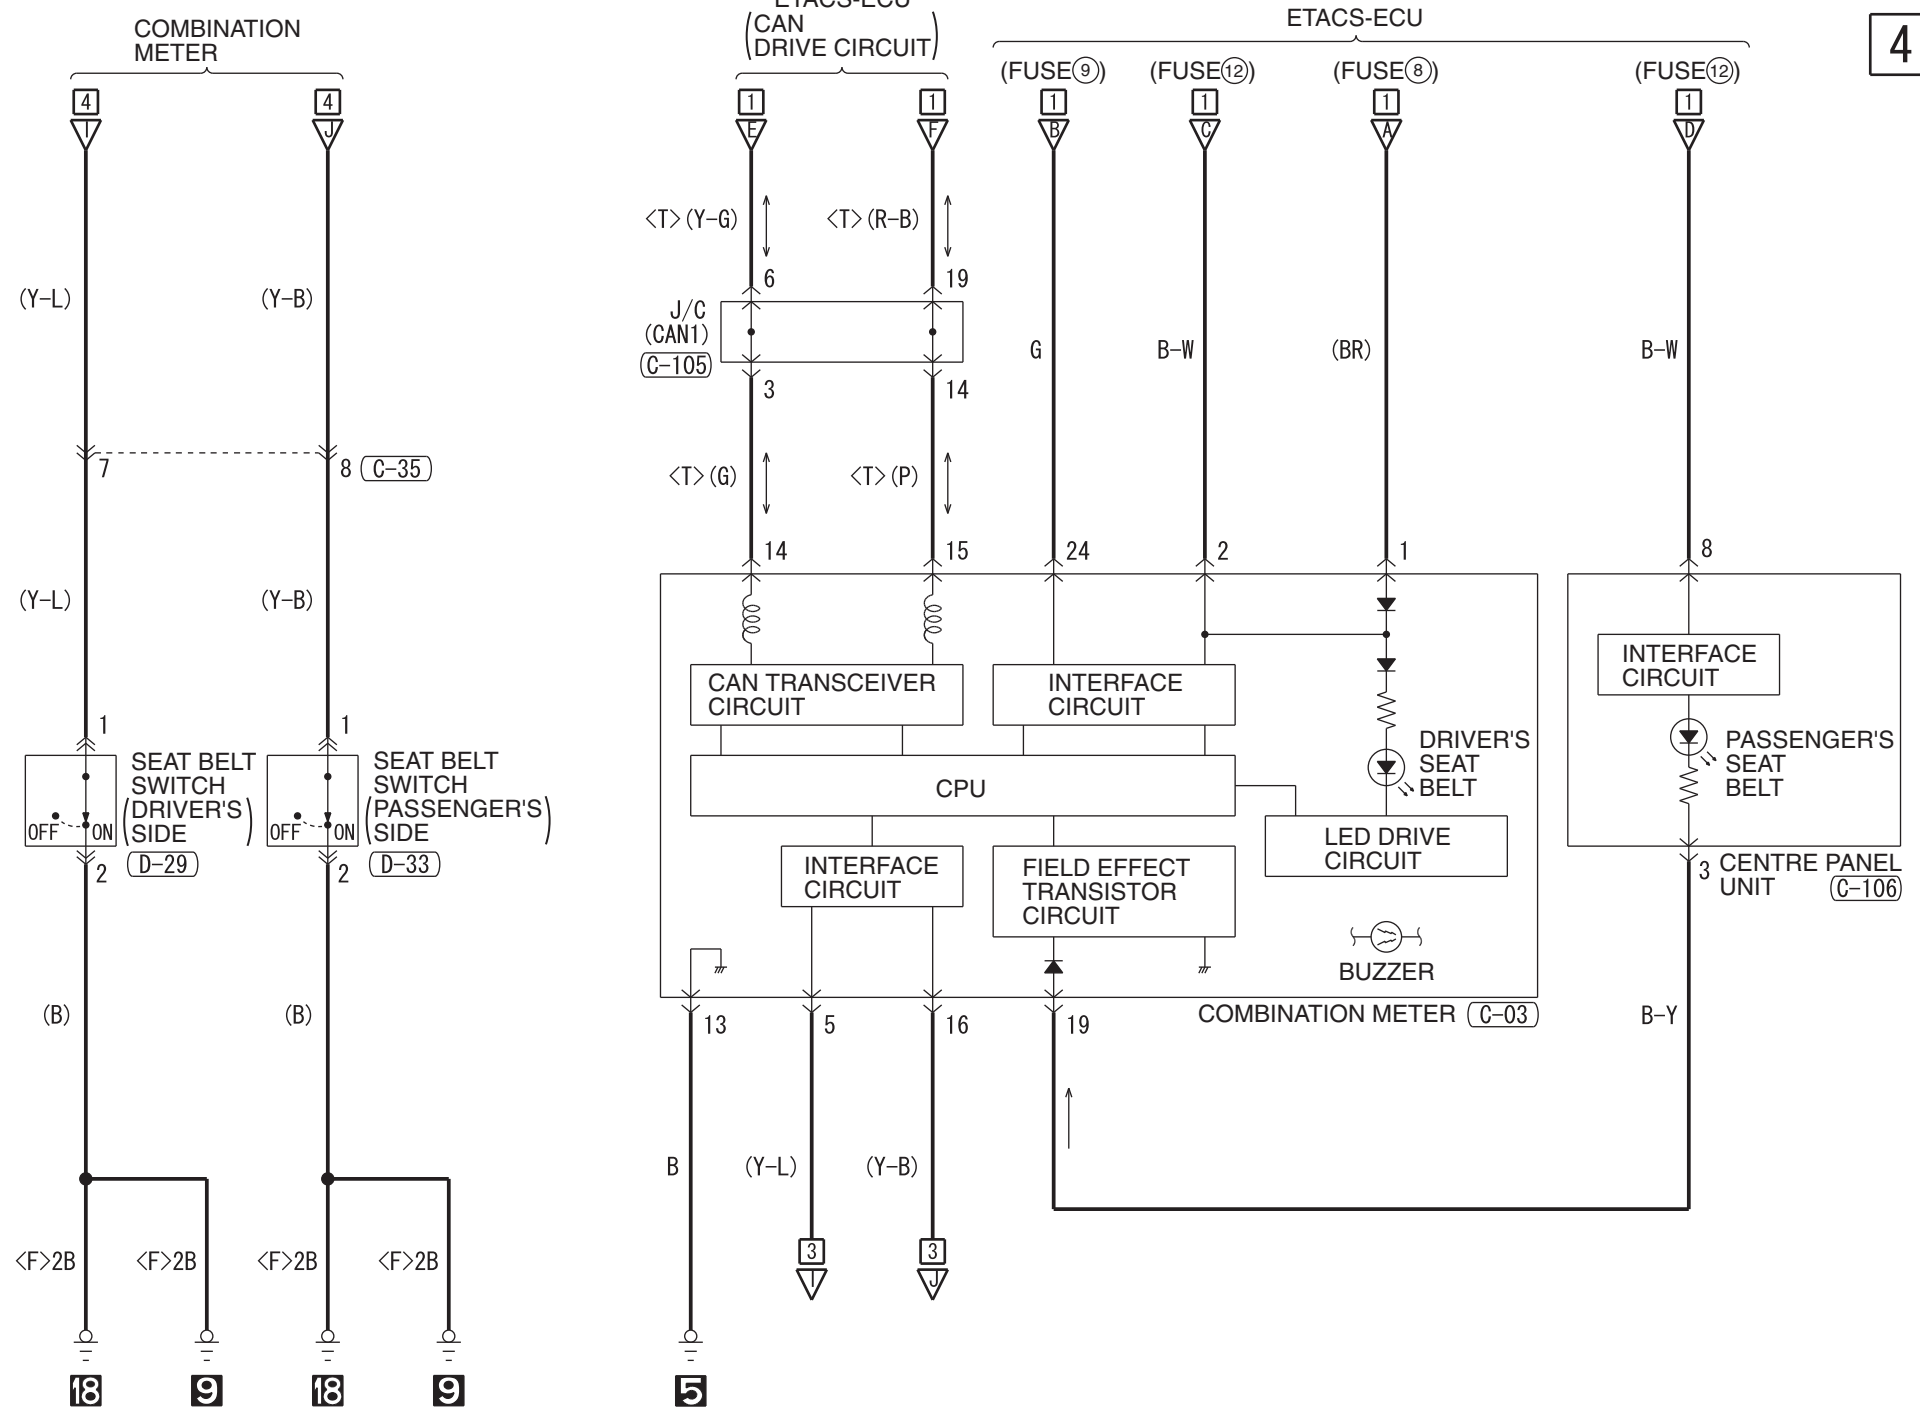 COMBINATION
METER
4
I
4
J
(Y-L)
(Y-B)
7
8
C-35
(Y-L)
(Y-B)
1
1
SEAT BELT
SWITCH
(DRIVER'S
SIDE)
OFF
ON
D-29
2
SEAT BELT
SWITCH
(PASSENGER'S
SIDE)
OFF
ON
D-33
2
(B)
(B)
<F>2B
<F>2B
<F>2B
<F>2B
18
9
18
9
ETACS-ECU
(CAN
DRIVE CIRCUIT)
ETACS-ECU
4
(FUSE9)
(FUSE12)
(FUSE8)
(FUSE12)
1
1
1
1
1
1
E
F
B
C
A
D
<T>(Y-G)
<T>(R-B)
6
19
J/C
(CAN1)
C-105
3
14
G
B-W
(BR)
B-W
<T>(G)
<T>(P)
14
15
24
2
1
8
CAN TRANSCEIVER
CIRCUIT
INTERFACE
CIRCUIT
INTERFACE
CIRCUIT
DRIVER'S
SEAT
BELT
PASSENGER'S
SEAT
BELT
CPU
LED DRIVE
CIRCUIT
INTERFACE
CIRCUIT
FIELD EFFECT
TRANSISTOR
CIRCUIT
3
CENTRE PANEL
UNIT
C-106
BUZZER
13
5
16
19
COMBINATION METER
C-03
B-Y
B
(Y-L)
(Y-B)
3
3
I
J
5